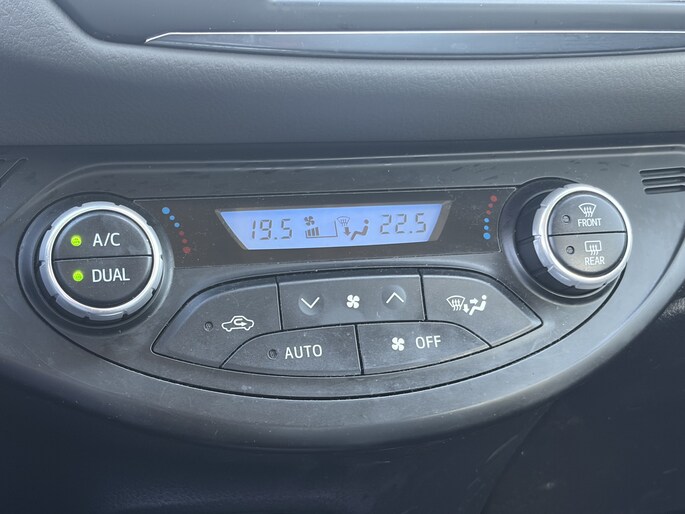 A/C
DUAL
19.5 22.5
FRONT
REAR
AUTO
OFF